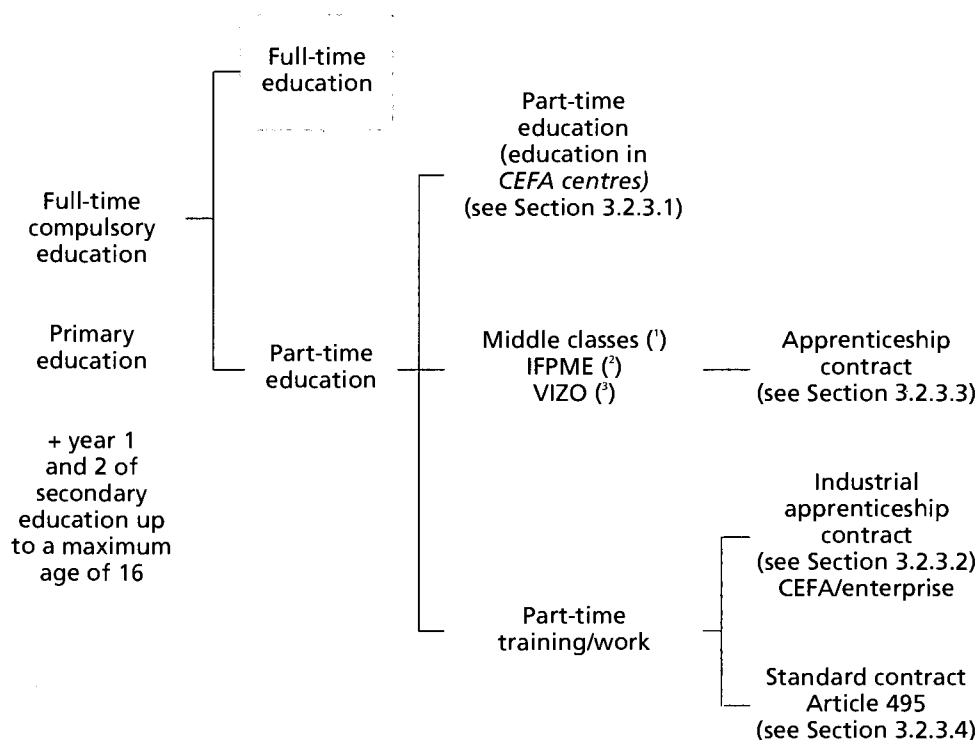 Full-time
education
Full-time
compulsory
education
Primary
education
+ year 1
and 2 of
secondary
education up
to a maximum
age of 16
Part-time
education
Part-time
education
(education in
CEFA centres)
(see Section 3.2.3.1)
Middle classes (¹)
IFPME (²)
VIZO (³)
Apprenticeship
contract
(see Section 3.2.3.3)
Part-time
training/work
Industrial
apprenticeship
contract
(see Section 3.2.3.2)
CEFA/enterprise
Standard contract
Article 495
(see Section 3.2.3.4)